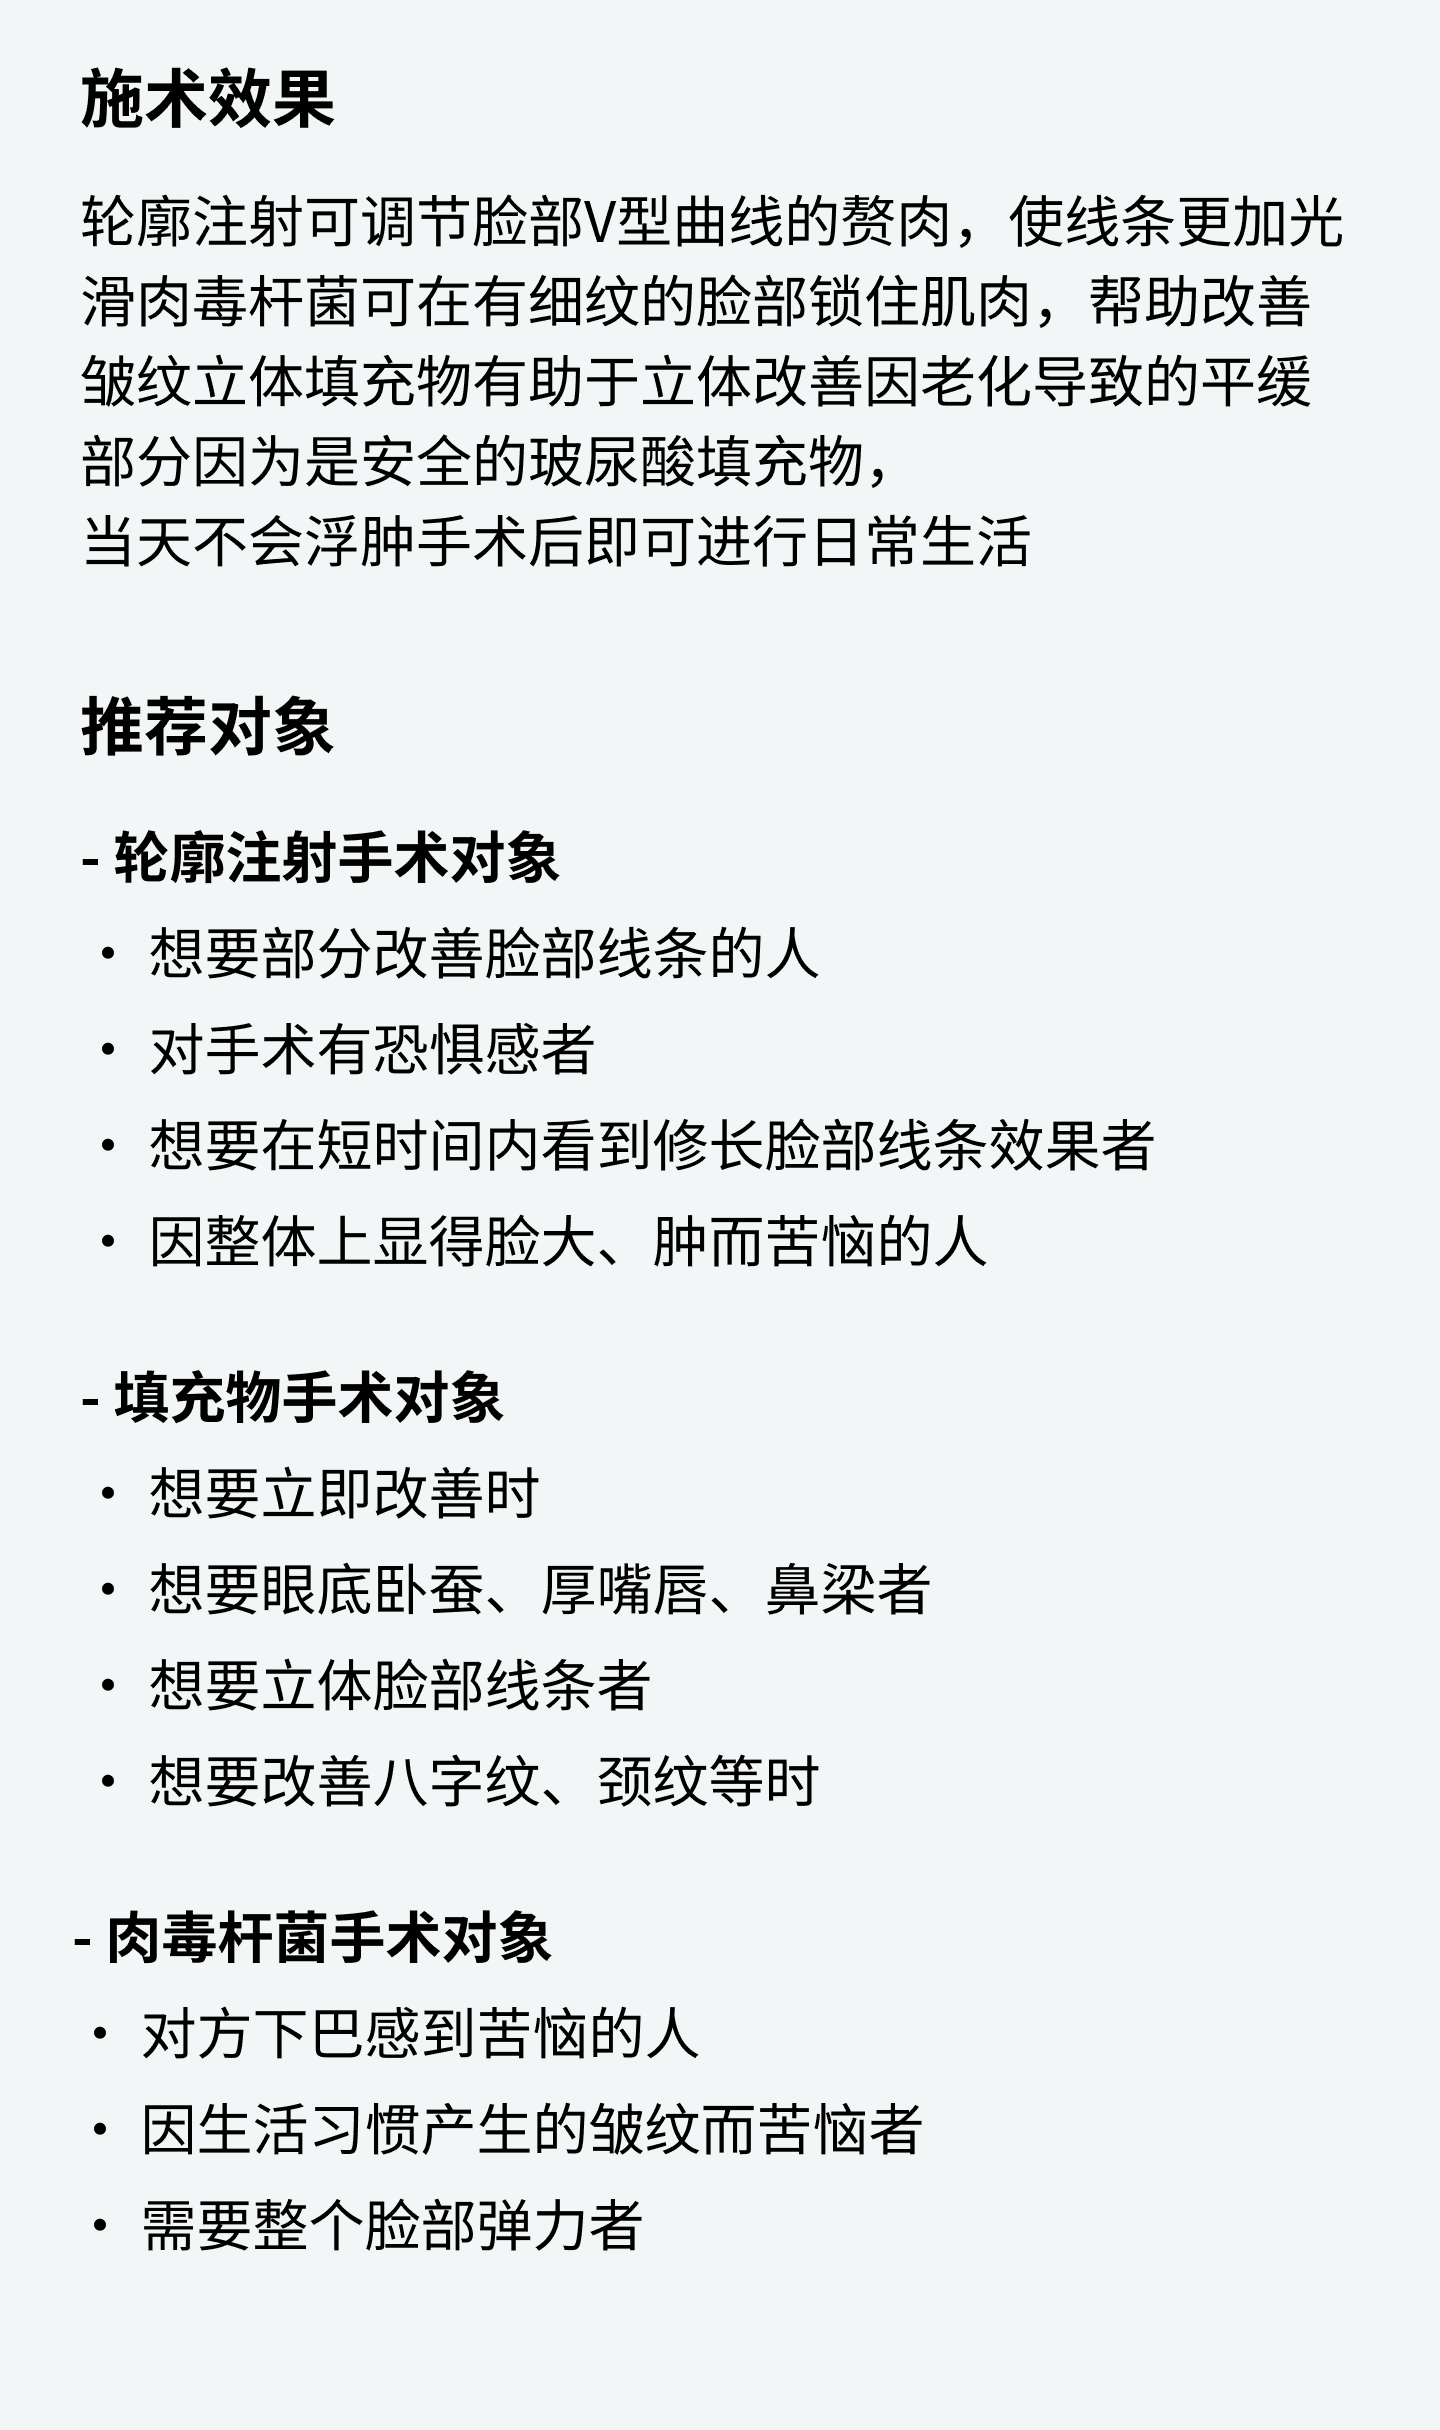 施术效果
轮廓注射可调节脸部V型曲线的赘肉，使线条更加光
滑肉毒杆菌可在有细纹的脸部锁住肌肉，帮助改善
皱纹立体填充物有助于立体改善因老化导致的平缓
部分因为是安全的玻尿酸填充物，
当天不会浮肿手术后即可进行日常生活
推荐对象
- 轮廓注射手术对象
• 想要部分改善脸部线条的人
• 对手术有恐惧感者
• 想要在短时间内看到修长脸部线条效果者
• 因整体上显得脸大、肿而苦恼的人
- 填充物手术对象
• 想要立即改善时
• 想要眼底卧蚕、厚嘴唇、鼻梁者
• 想要立体脸部线条者
• 想要改善八字纹、颈纹等时
- 肉毒杆菌手术对象
• 对方下巴感到苦恼的人
• 因生活习惯产生的皱纹而苦恼者
• 需要整个脸部弹力者